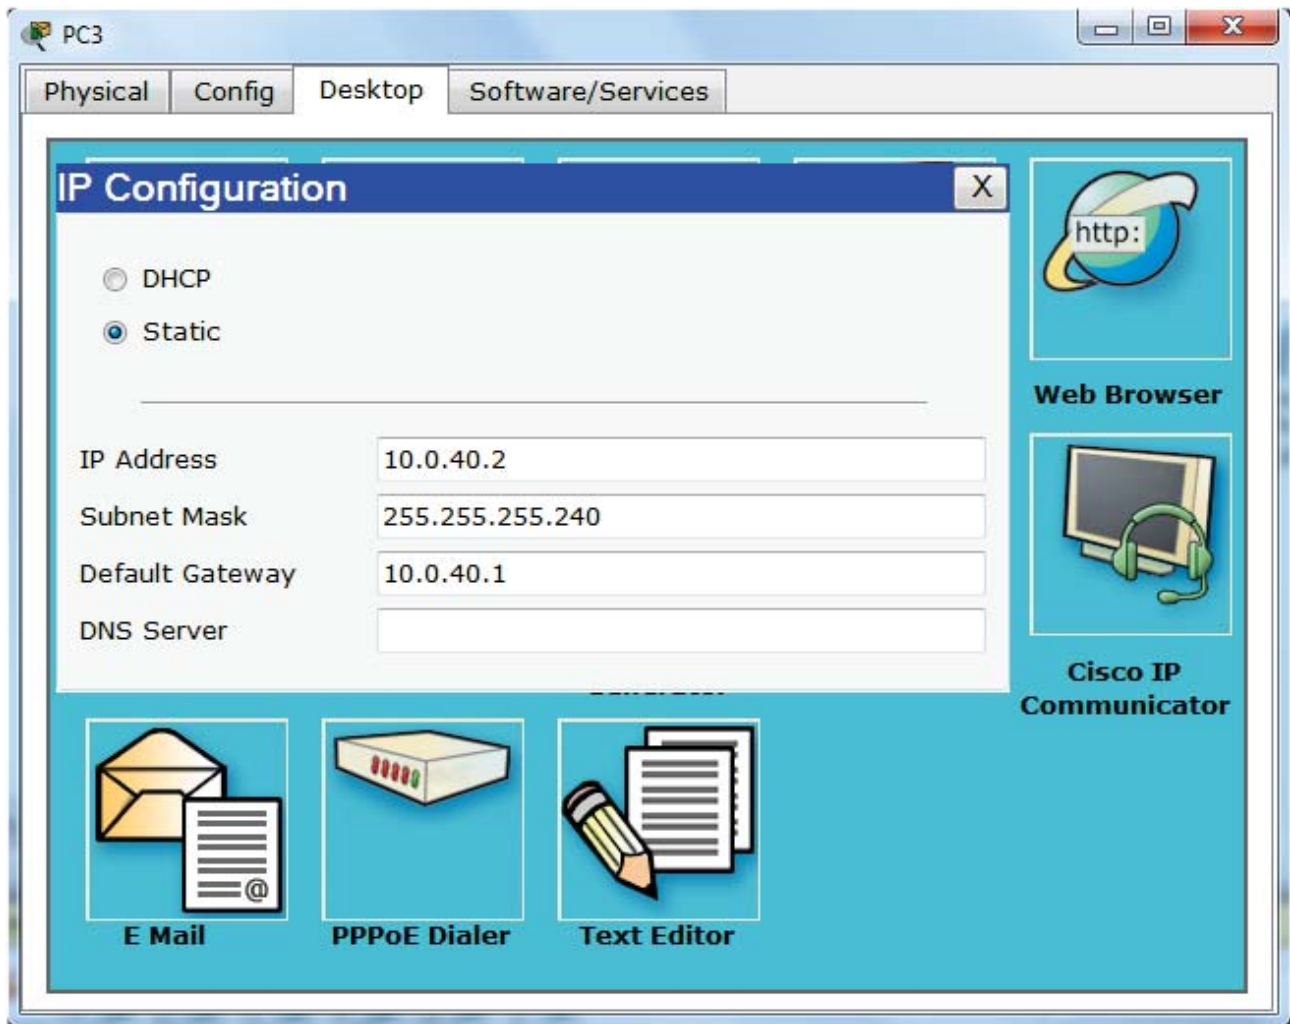 PC3
Physical Config Desktop Software/Services
IP Configuration X
http:
DHCP
Static
Web Browser
IP Address 10.0.40.2
Subnet Mask 255.255.255.240
Default Gateway 10.0.40.1
DNS Server
Cisco IP
Communicator
@
E Mail PPPoE Dialer Text Editor